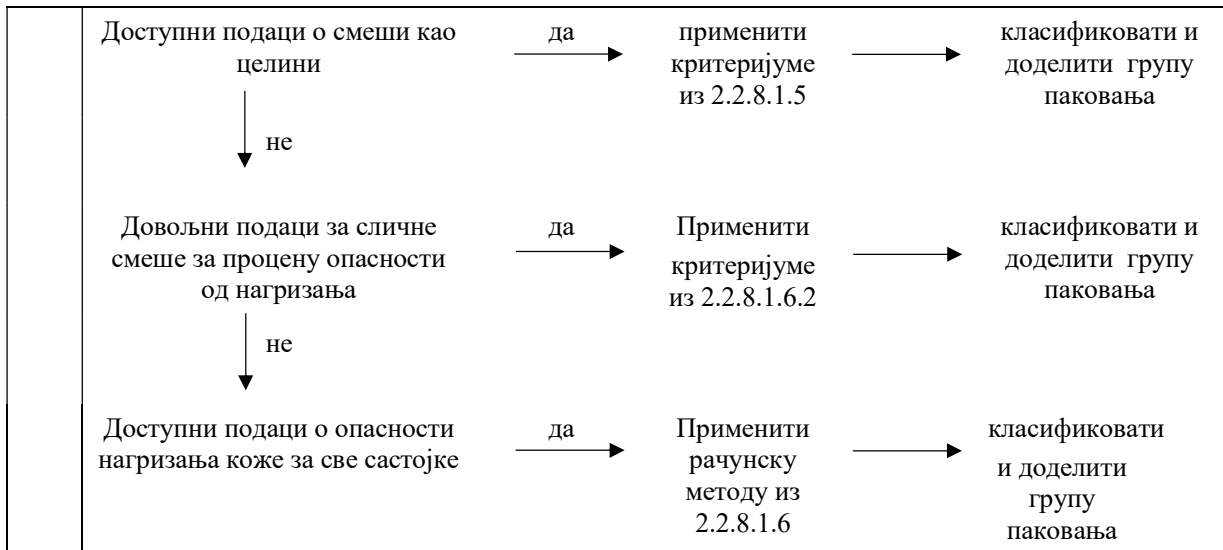 Доступни подаци о смеши као
целини
да
применити
критеријуме
из 2.2.8.1.5
класификовати и
доделити групу
паковања
не
Довољни подаци за сличне
смеше за процену опасности
од нагризања
да
Применити
критеријуме
из 2.2.8.1.6.2
класификовати и
доделити групу
паковања
не
Доступни подаци о опасности
нагризања коже за све састојке
да
Применити
рачунску
методу из
2.2.8.1.6
класификовати
и доделити
групу
паковања